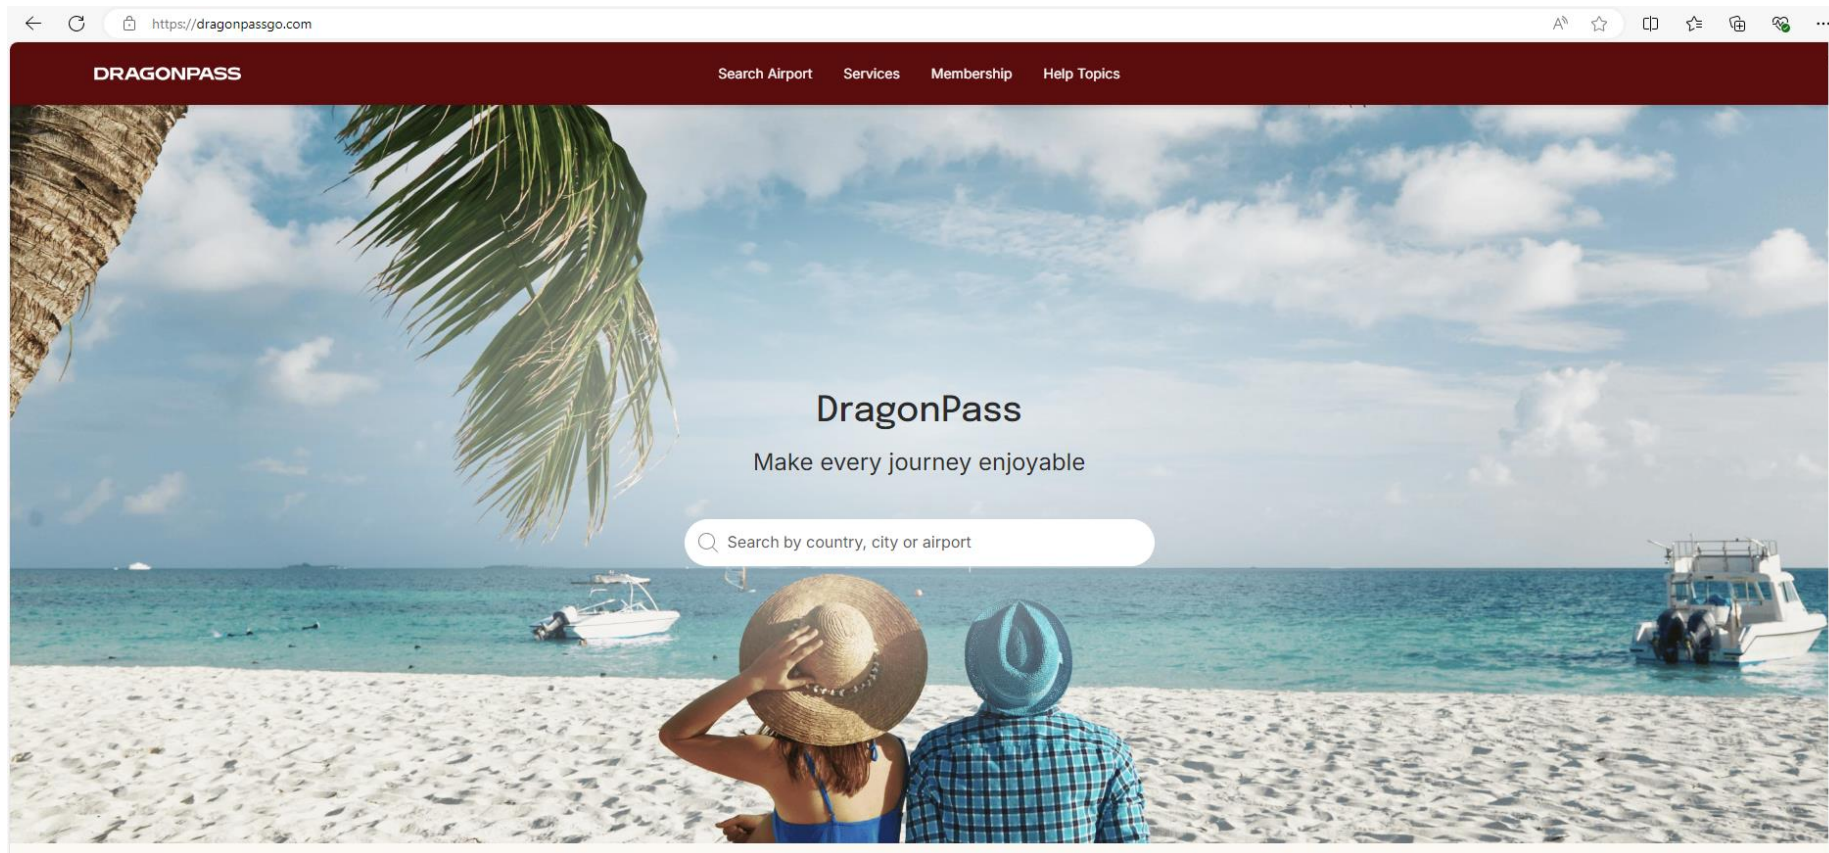 https://dragonpassgo.com
DRAGONPASS
Search Airport Services Membership Help Topics
DragonPass
Make every journey enjoyable
Search by country, city or airport